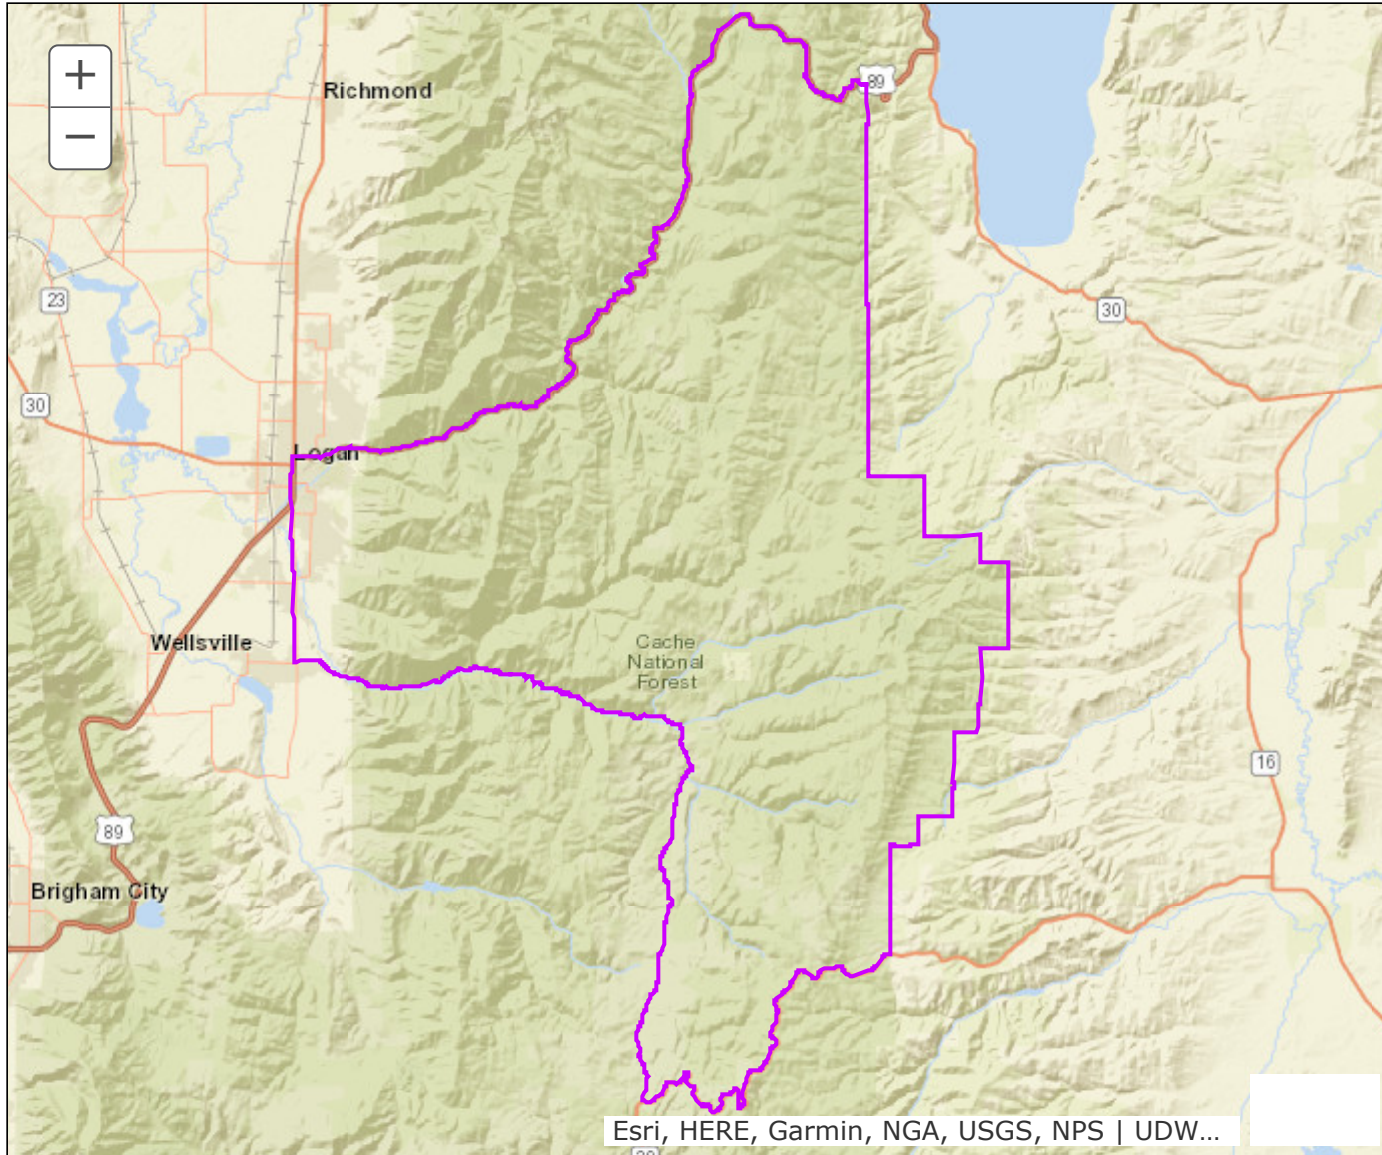 +
89
Richmond
−
23
30
30
Logan
Wellsville
Cache
National
Forest
16
89
Brigham City
Esri, HERE, Garmin, NGA, USGS, NPS | UDW...